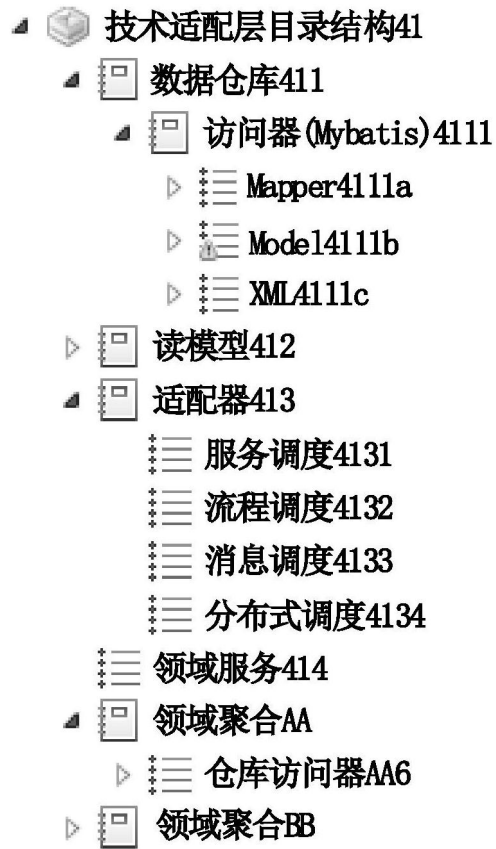 技术适配层目录结构41
数据仓库411
访问器(Mybatis)4111
Mapper4111a
Model4111b
XML4111c
读模型412
适配器413
服务调度4131
流程调度4132
消息调度4133
分布式调度4134
领域服务414
领域聚合AA
仓库访问器AA6
领域聚合BB